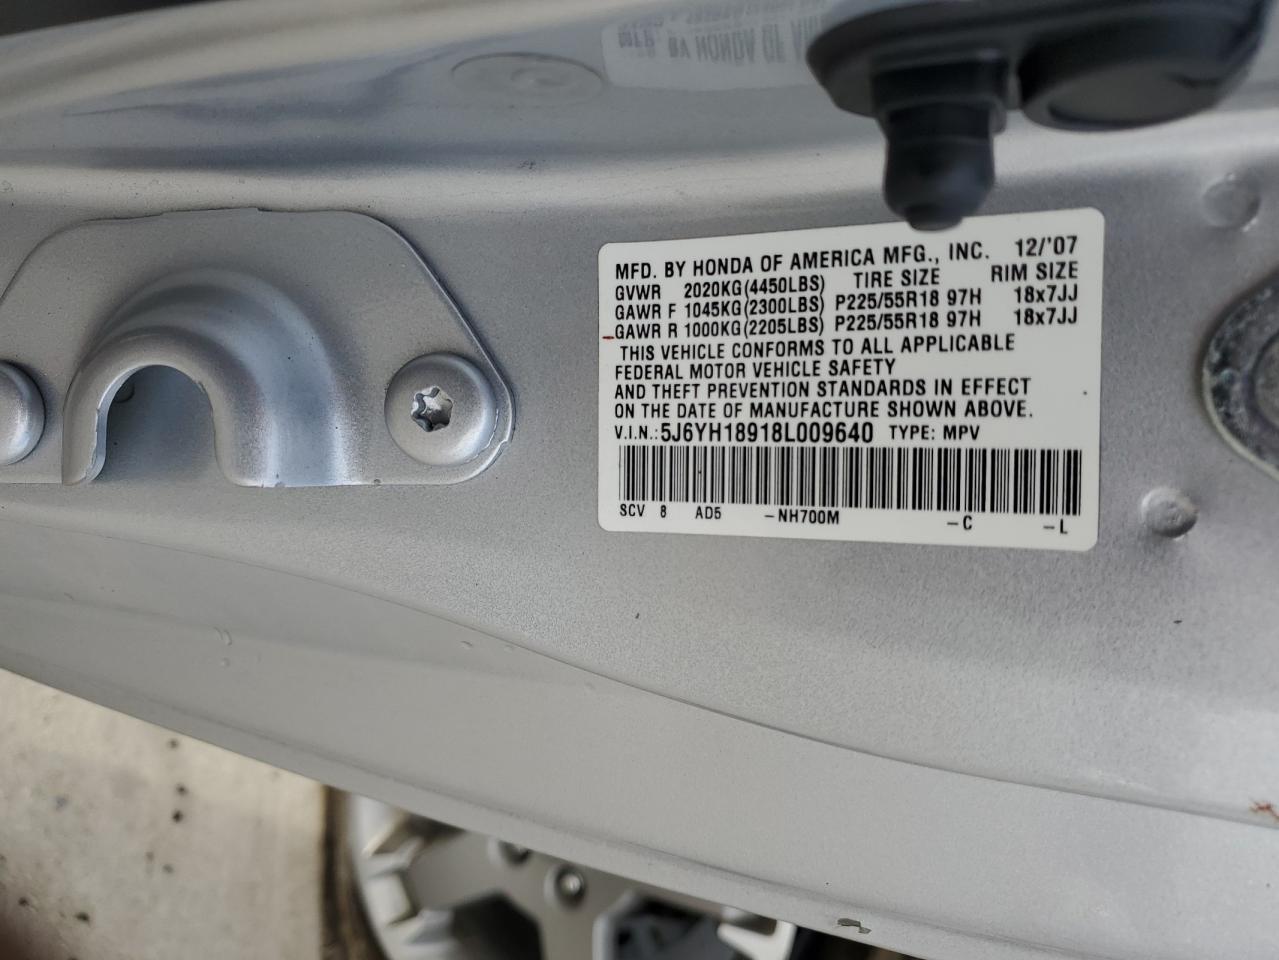 MFD. BY HONDA OF AMERICA MFG., INC. 12/'07
GVWR 2020KG(4450LBS) TIRE SIZE RIM SIZE
GAWR F 1045KG(2300LBS) P225/55R18 97H 18x7JJ
GAWR R 1000KG(2205LBS) P225/55R18 97H 18x7JJ
THIS VEHICLE CONFORMS TO ALL APPLICABLE
FEDERAL MOTOR VEHICLE SAFETY
AND THEFT PREVENTION STANDARDS IN EFFECT
ON THE DATE OF MANUFACTURE SHOWN ABOVE.
V.I.N.: 5J6YH18918L009640 TYPE: MPV
SCV 8 AD5 -NH700M -C -L